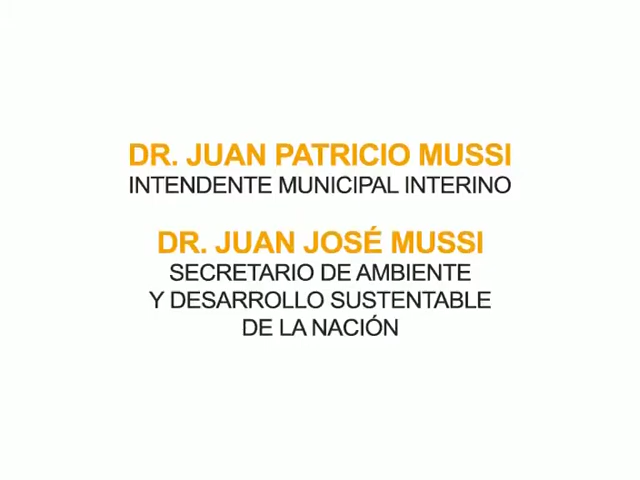 DR. JUAN PATRICIO MUSSI
INTENDENTE MUNICIPAL INTERINO
DR. JUAN JOSÉ MUSSI
SECRETARIO DE AMBIENTE
Y DESARROLLO SUSTENTABLE
DE LA NACIÓN